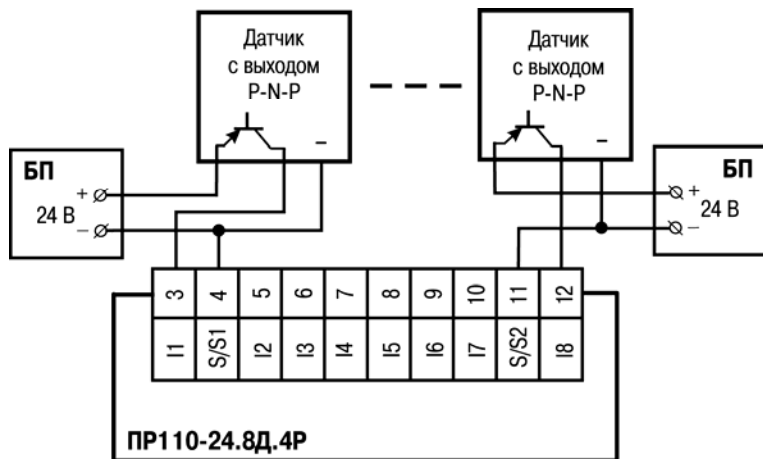 Датчик
с выходом
P-N-P
–
Датчик
с выходом
P-N-P
–
БП
+
24 В
–
БП
+
24 В
–
3 4 5 6 7 8 9 10 11 12
I1 S/S1 I2 I3 I4 I5 I6 I7 S/S2 I8
ПР110-24.8Д.4Р